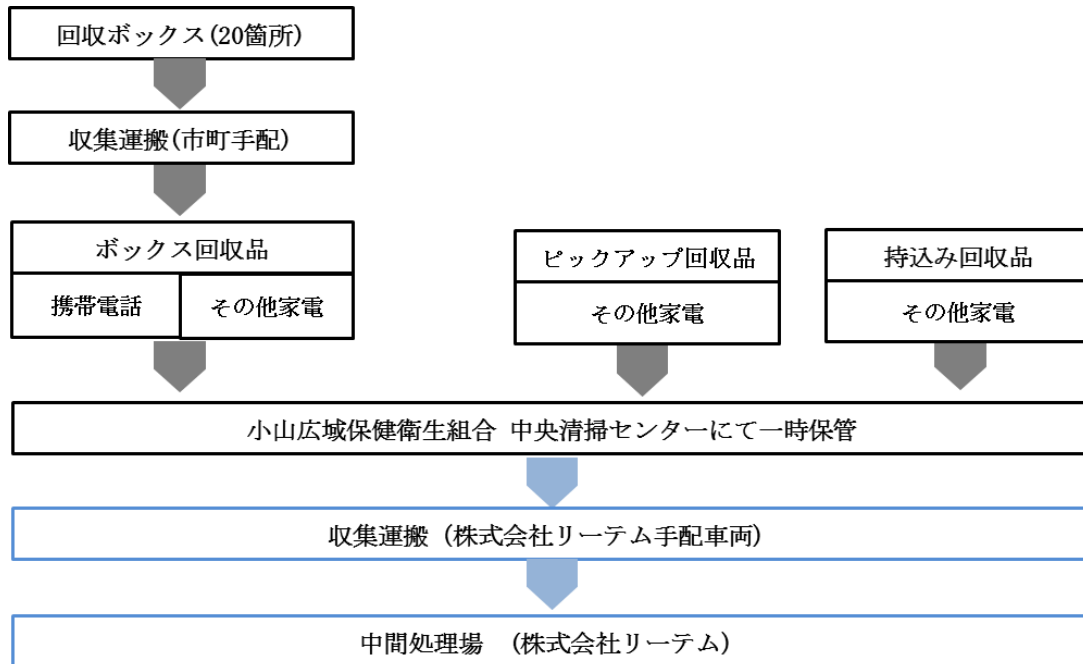 回収ボックス(20箇所)
収集運搬(市町手配)
ボックス回収品
携帯電話
その他家電
ピックアップ回収品
その他家電
持込み回収品
その他家電
小山広域保健衛生組合 中央清掃センターにて一時保管
収集運搬 (株式会社リーテム手配車両)
中間処理場 (株式会社リーテム)